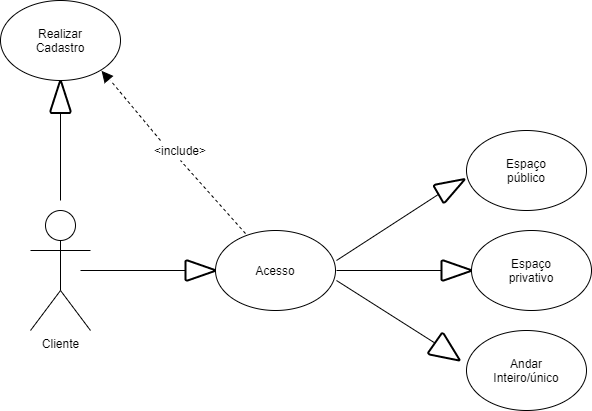 Realizar
Cadastro
<include>
Espaço
público
Acesso
Espaço
privativo
Cliente
Andar
Inteiro/único